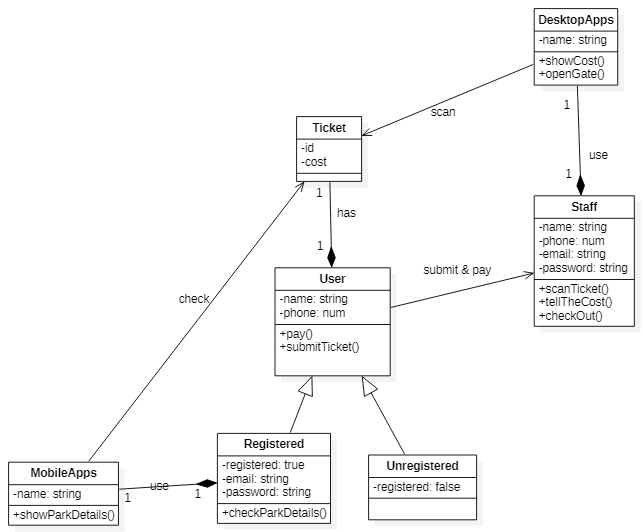 DesktopApps
-name: string
+showCost()
+openGate()
scan
1
use
1
Ticket
-id
-cost
1
has
1
Staff
-name: string
-phone: num
-email: string
-password: string
+scanTicket()
+tellTheCost()
+checkOut()
submit & pay
User
-name: string
-phone: num
+pay()
+submitTicket()
check
Registered
-registered: true
-email: string
-password: string
+checkParkDetails()
Unregistered
-registered: false
MobileApps
-name: string
+showParkDetails()
use
1
1